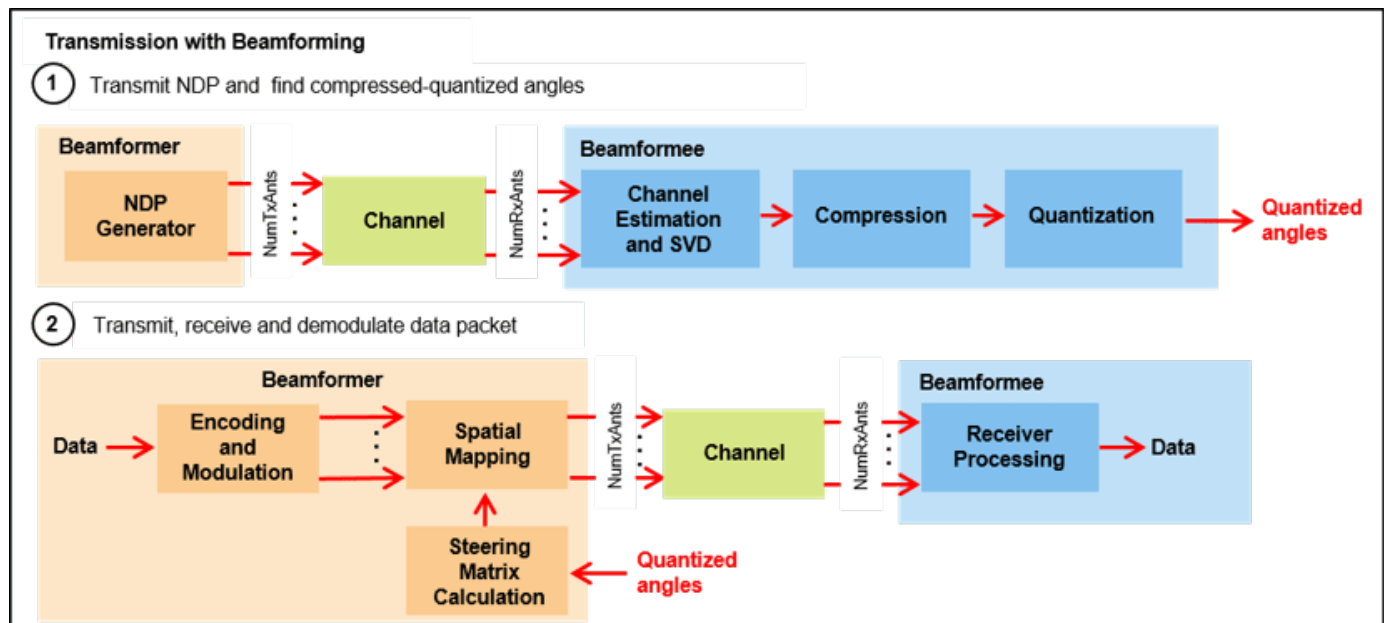 Transmission with Beamforming
1 Transmit NDP and find compressed-quantized angles
Beamformer
NDP
Generator
NumTxAnts
Channel
NumRxAnts
Beamformee
Channel
Estimation
and SVD
Compression
Quantization
Quantized
angles
2 Transmit, receive and demodulate data packet
Beamformer
Data
Encoding
and
Modulation
Spatial
Mapping
Steering
Matrix
Calculation
Quantized
angles
NumTxAnts
Channel
NumRxAnts
Beamformee
Receiver
Processing
Data